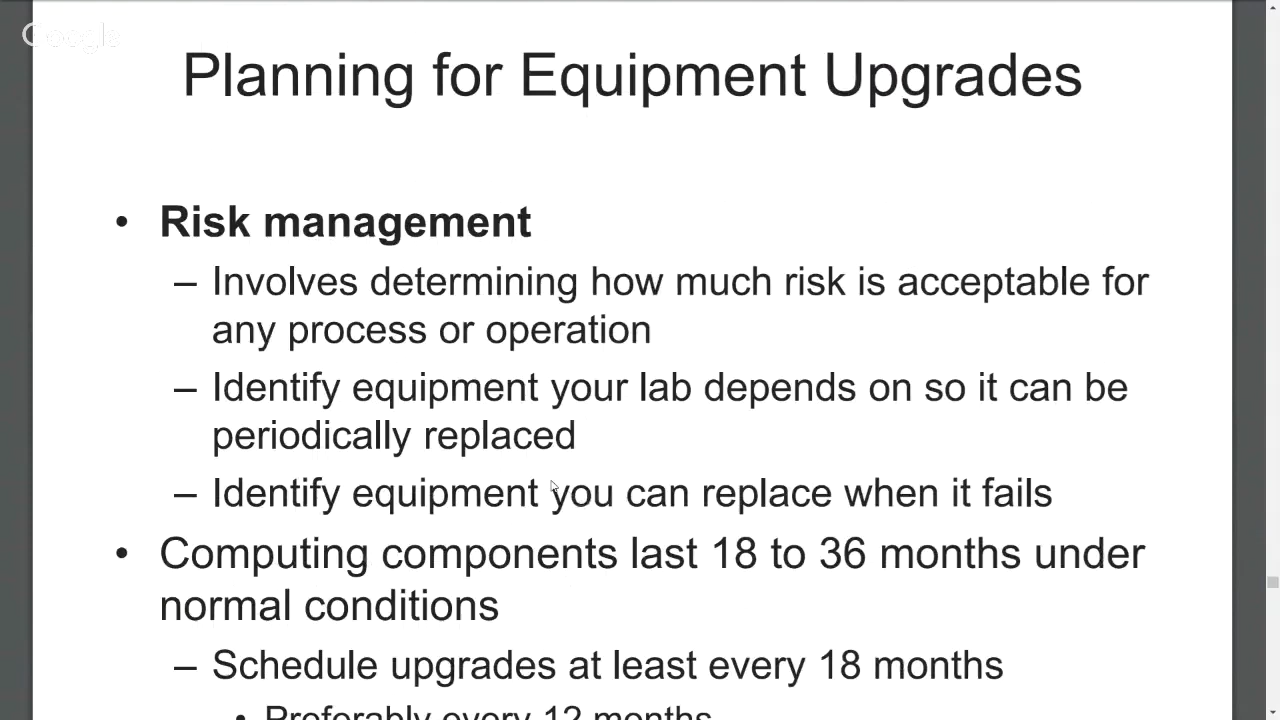 Google
Planning for Equipment Upgrades
• Risk management
– Involves determining how much risk is acceptable for
any process or operation
– Identify equipment your lab depends on so it can be
periodically replaced
– Identify equipment you can replace when it fails
• Computing components last 18 to 36 months under
normal conditions
– Schedule upgrades at least every 18 months
• Preferably every 12 months